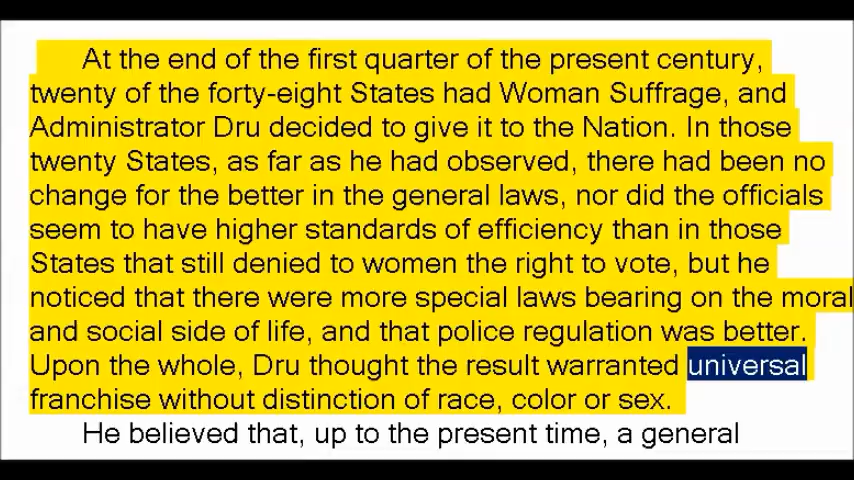 At the end of the first quarter of the present century,
twenty of the forty-eight States had Woman Suffrage, and
Administrator Dru decided to give it to the Nation. In those
twenty States, as far as he had observed, there had been no
change for the better in the general laws, nor did the officials
seem to have higher standards of efficiency than in those
States that still denied to women the right to vote, but he
noticed that there were more special laws bearing on the moral
and social side of life, and that police regulation was better.
Upon the whole, Dru thought the result warranted universal
franchise without distinction of race, color or sex.
He believed that, up to the present time, a general